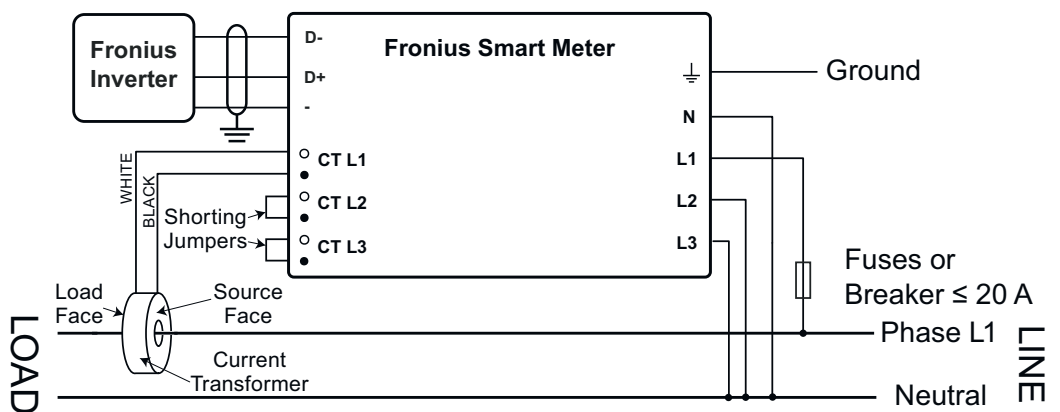 Fronius
Inverter
D-
D+
-
Fronius Smart Meter
Ground
N
L1
L2
L3
WHITE
BLACK
CT L1
CT L2
CT L3
Shorting
Jumpers
Fuses or
Breaker ≤ 20 A
Load
Face
Source
Face
Current
Transformer
LOAD
Phase L1
Neutral
LINE